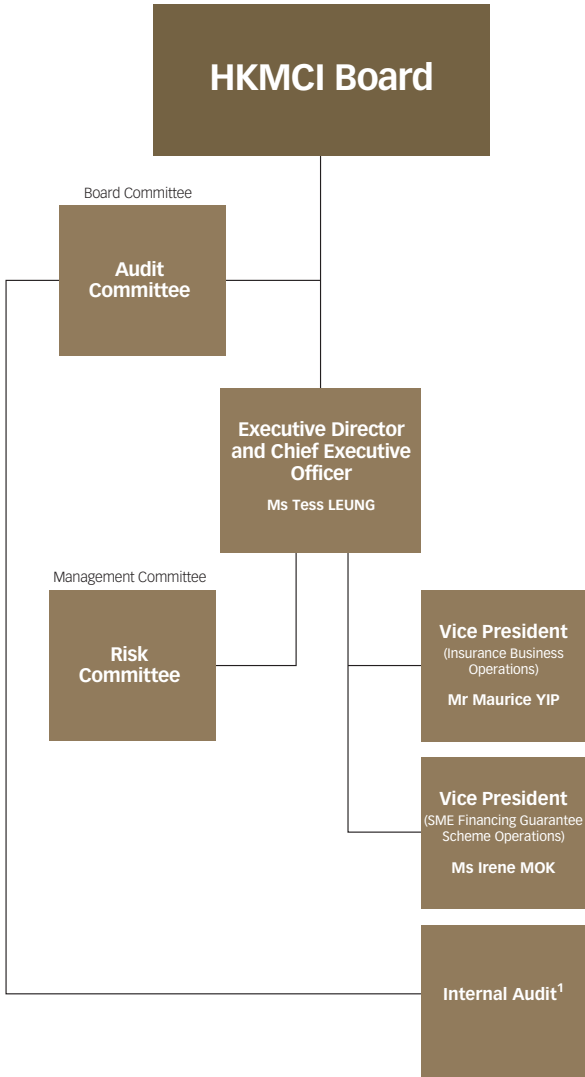 HKMCI Board
Board Committee
Audit
Committee
Executive Director
and Chief Executive
Officer
Ms Tess LEUNG
Management Committee
Risk
Committee
Vice President
(Insurance Business
Operations)
Mr Maurice YIP
Vice President
(SME Financing Guarantee
Scheme Operations)
Ms Irene MOK
Internal Audit¹